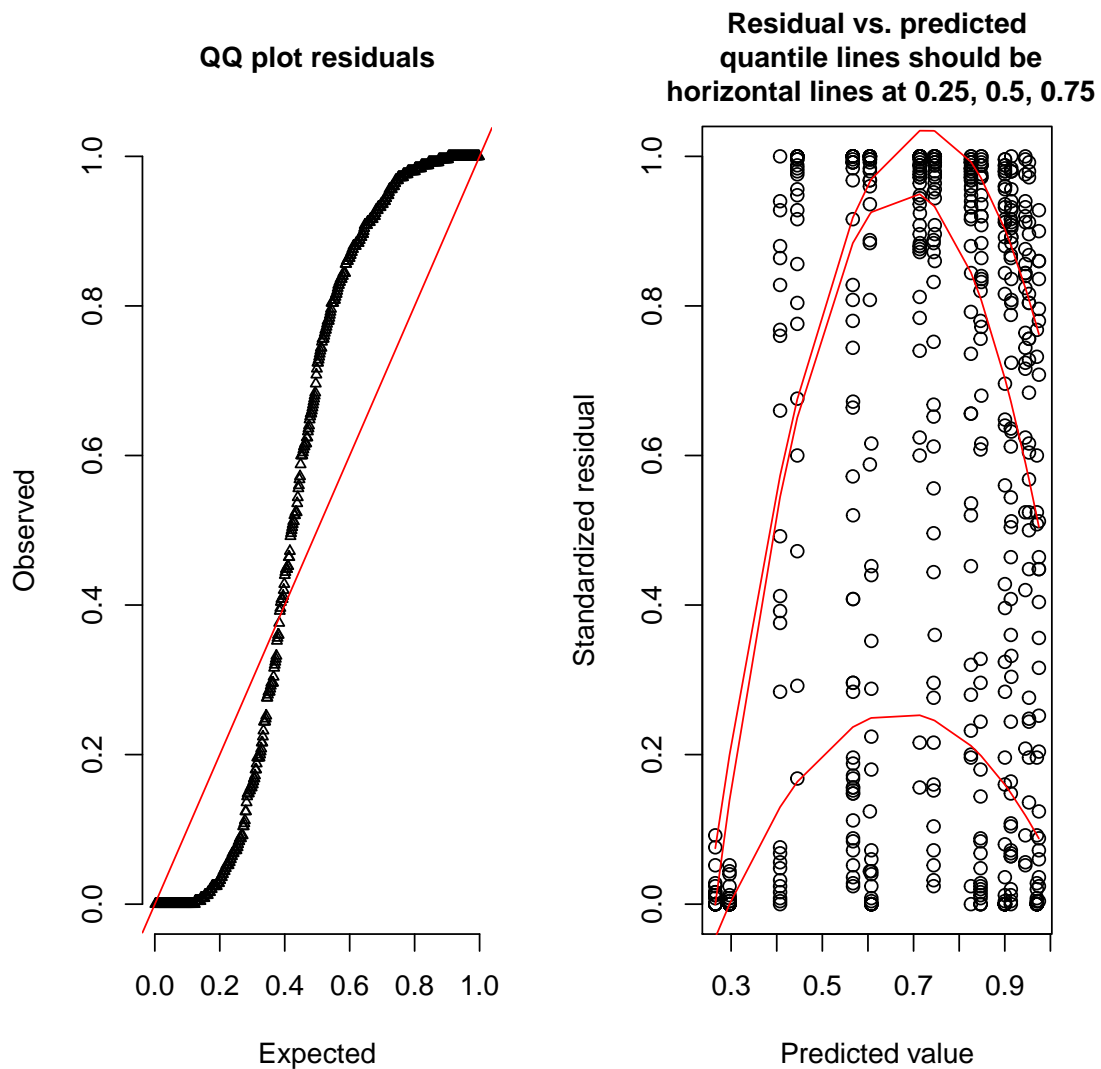 QQ plot residuals
Observed
0.0 0.2 0.4 0.6 0.8 1.0
0.0 0.2 0.4 0.6 0.8 1.0
Expected
Residual vs. predicted
quantile lines should be
horizontal lines at 0.25, 0.5, 0.75
Standardized residual
0.0 0.2 0.4 0.6 0.8 1.0
0.3 0.5 0.7 0.9
Predicted value